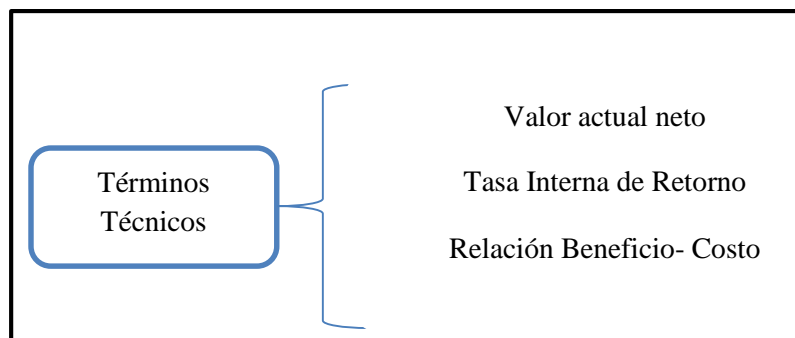 Términos
Técnicos
Valor actual neto
Tasa Interna de Retorno
Relación Beneficio- Costo